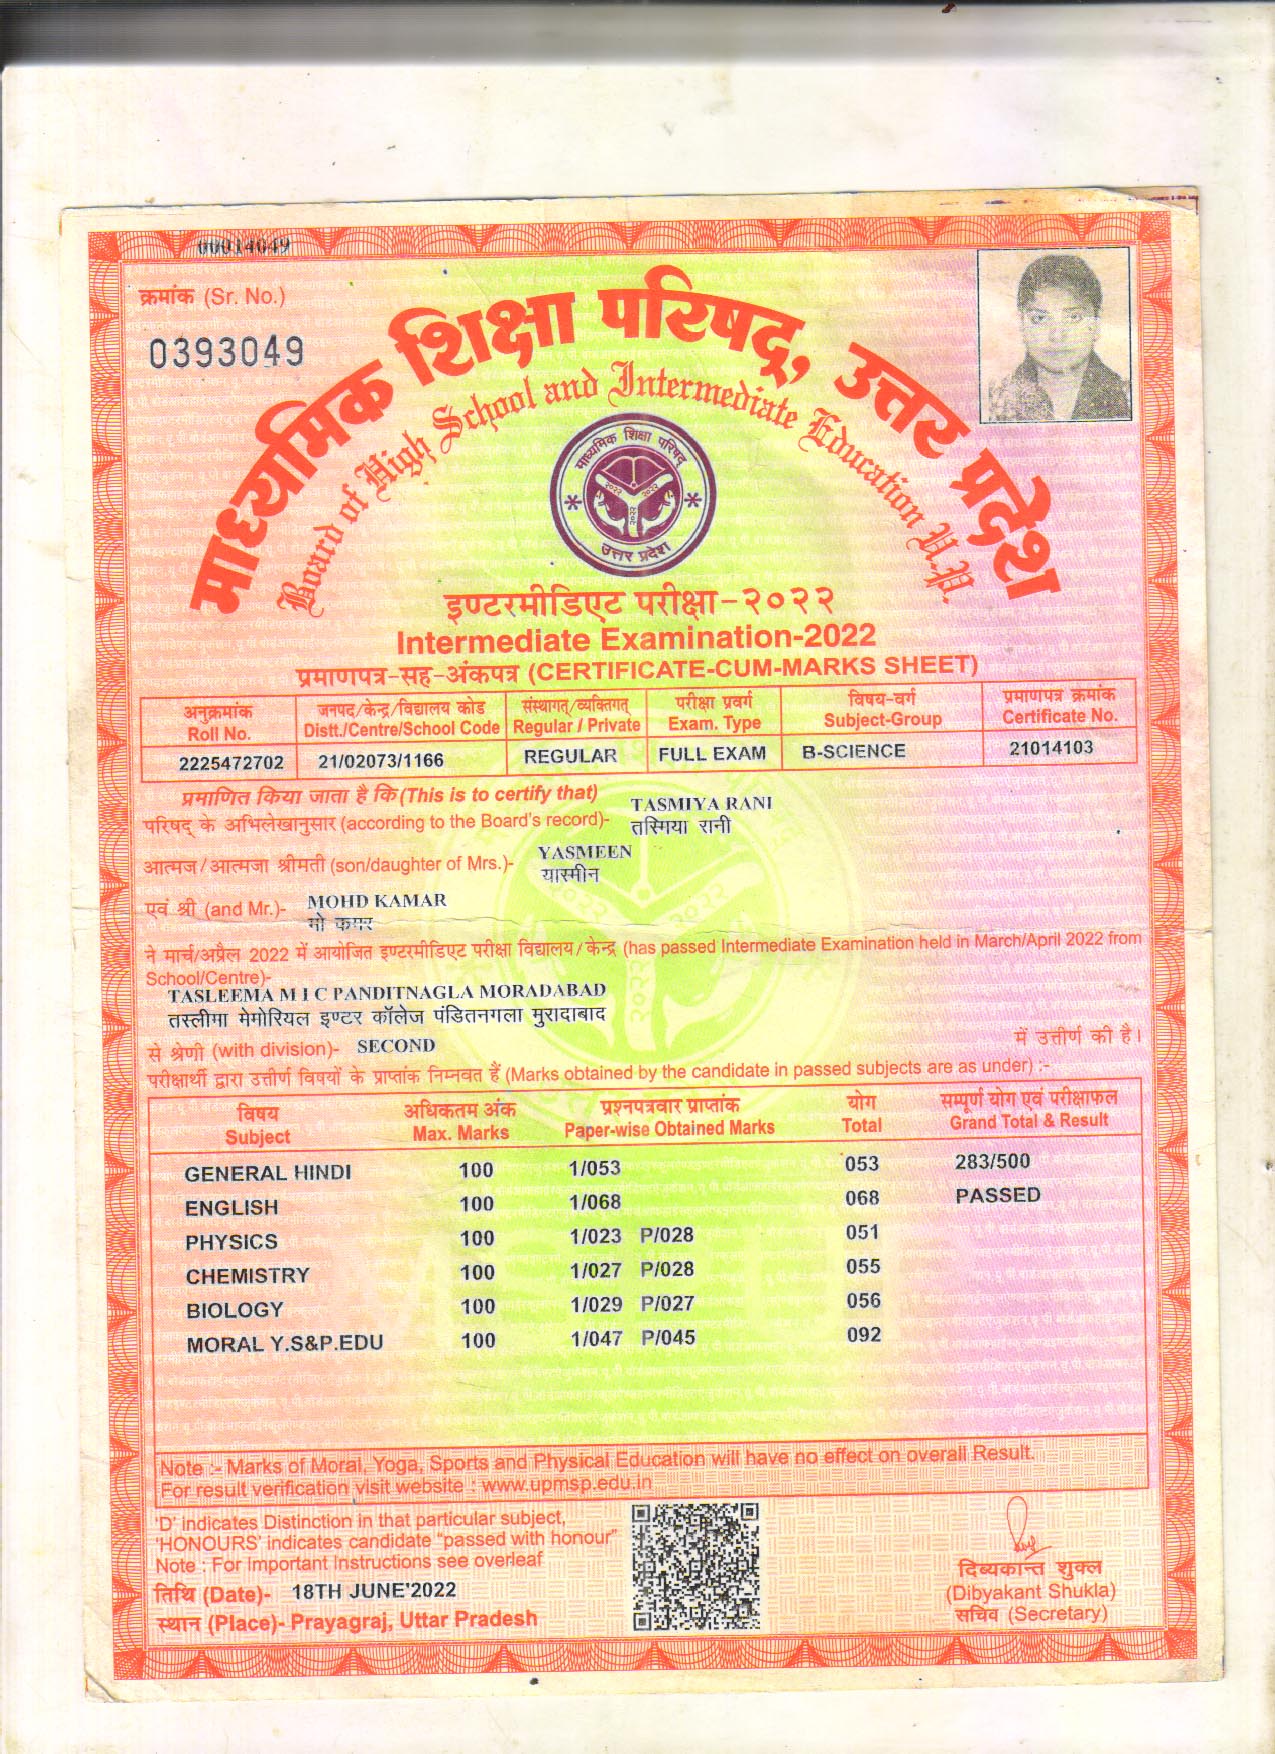 00014049
क्रमांक (Sr. No.)
0393049
माध्यमिक शिक्षा परिषद्, उत्तर प्रदेश
Board of High School and Intermediate Education U.P.
माध्यमिक शिक्षा परिषद्
२०२२ २०२२
२०२२
उत्तर प्रदेश
इण्टरमीडिएट परीक्षा-२०२२
Intermediate Examination-2022
प्रमाणपत्र-सह-अंकपत्र (CERTIFICATE-CUM-MARKS SHEET)
अनुक्रमांक जनपद/केन्द्र/विद्यालय कोड संस्थागत/व्यक्तिगत परीक्षा प्रवर्ग विषय-वर्ग प्रमाणपत्र क्रमांक
Roll No. Distt./Centre/School Code Regular / Private Exam. Type Subject-Group Certificate No.
2225472702 21/02073/1166 REGULAR FULL EXAM B-SCIENCE 21014103
प्रमाणित किया जाता है कि (This is to certify that) TASMIYA RANI
परिषद् के अभिलेखानुसार (according to the Board's record)- तस्मिया रानी
आत्मज/आत्मजा श्रीमती (son/daughter of Mrs.)- YASMEEN
यास्मीन
एवं श्री (and Mr.)- MOHD KAMAR
मो कमर
ने मार्च/अप्रैल 2022 में आयोजित इण्टरमीडिएट परीक्षा विद्यालय/केन्द्र (has passed Intermediate Examination held in March/April 2022 from
School/Centre)-
TASLEEMA M I C PANDITNAGLA MORADABAD
तस्लीमा मेमोरियल इण्टर कॉलेज पंडितनगला मुरादाबाद
से श्रेणी (with division)- SECOND में उत्तीर्ण की है।
परीक्षार्थी द्वारा उत्तीर्ण विषयों के प्राप्तांक निम्नवत हैं (Marks obtained by the candidate in passed subjects are as under) :-
विषय अधिकतम अंक प्रश्नपत्रवार प्राप्तांक योग सम्पूर्ण योग एवं परीक्षाफल
Subject Max. Marks Paper-wise Obtained Marks Total Grand Total & Result
GENERAL HINDI 100 1/053 053 283/500
ENGLISH 100 1/068 068 PASSED
PHYSICS 100 1/023 P/028 051
CHEMISTRY 100 1/027 P/028 055
BIOLOGY 100 1/029 P/027 056
MORAL Y.S&P.EDU 100 1/047 P/045 092
Note :- Marks of Moral, Yoga, Sports and Physical Education will have no effect on overall Result.
For result verification visit website : www.upmsp.edu.in
'D' indicates Distinction in that particular subject,
'HONOURS' indicates candidate "passed with honour"
Note : For Important Instructions see overleaf
तिथि (Date)- 18TH JUNE'2022
स्थान (Place)- Prayagraj, Uttar Pradesh
दिब्यकान्त शुक्ल
(Dibyakant Shukla)
सचिव (Secretary)